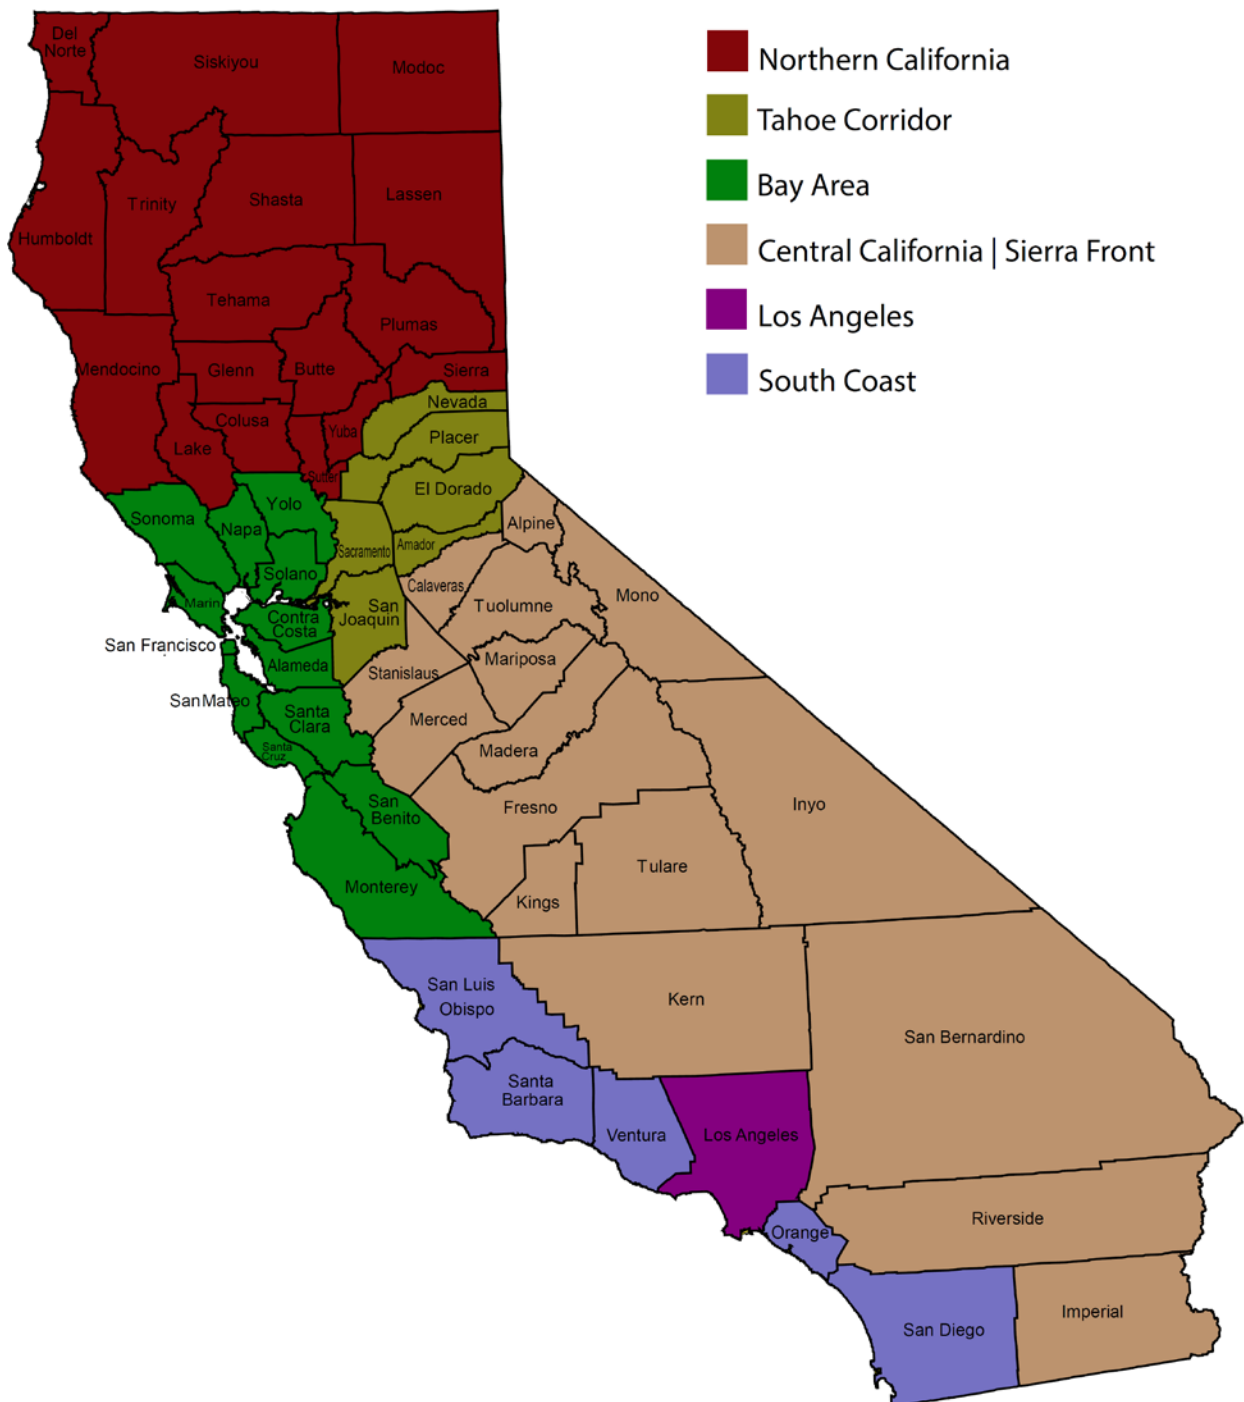 Del
Norte
Siskiyou
Modoc
Humboldt
Trinity
Shasta
Lassen
Tehama
Plumas
Mendocino
Glenn
Butte
Sierra
Lake
Colusa
Yuba
Sutter
Nevada
Placer
El Dorado
Sonoma
Napa
Yolo
Sacramento
Amador
Alpine
Solano
Marin
Calaveras
Tuolumne
Mono
Contra
Costa
San
Joaquin
San Francisco
Alameda
Stanislaus
Mariposa
San Mateo
Santa
Clara
Merced
Santa
Cruz
Madera
San
Benito
Fresno
Inyo
Monterey
Kings
Tulare
San Luis
Obispo
Kern
San Bernardino
Santa
Barbara
Ventura
Los Angeles
Orange
Riverside
San Diego
Imperial
Northern California
Tahoe Corridor
Bay Area
Central California | Sierra Front
Los Angeles
South Coast